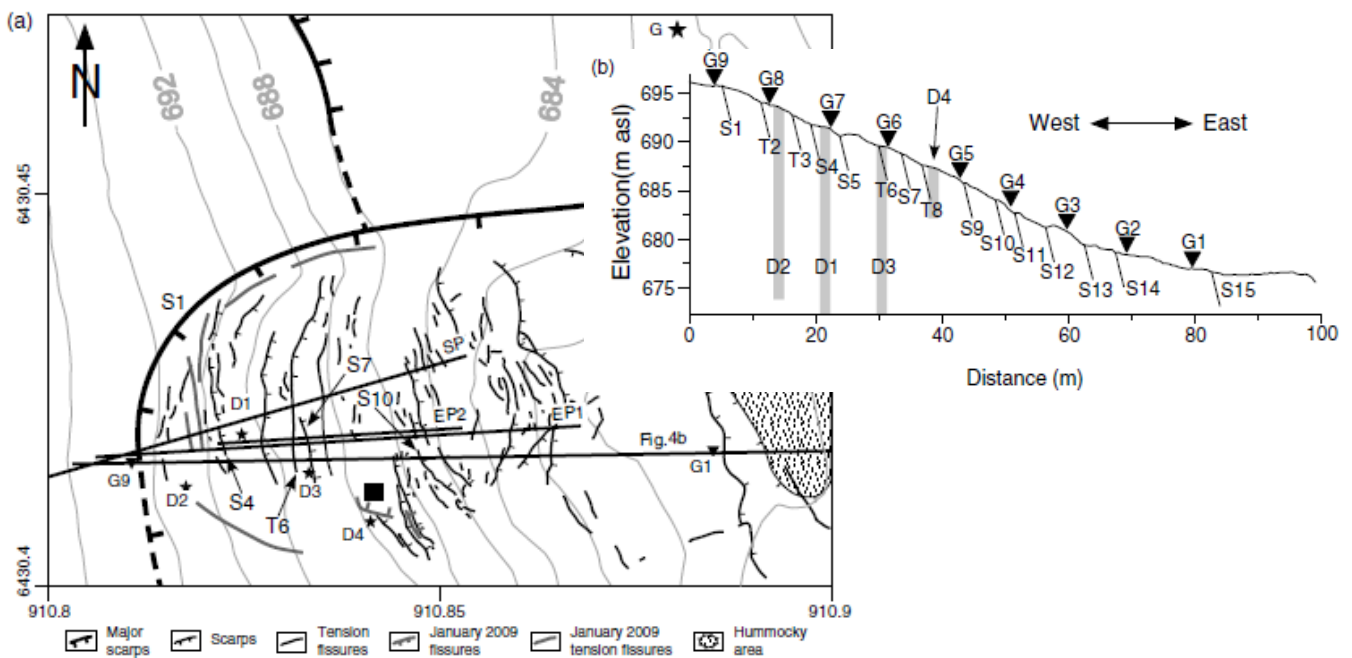 (a)
N
692
688
684
G
6430.45
6430.4
S1
D1
S7
SP
S10
EP2
EP1
Fig.4b
G9
G1
D2
S4
T6
D3
D4
910.8
910.85
910.9
Major scarps
Scarps
Tension fissures
January 2009 fissures
January 2009 tension fissures
Hummocky area
(b)
G9
G8
G7
G6
D4
G5
G4
G3
G2
G1
West
East
Elevation(m asl)
695
690
685
680
675
S1
T2
T3
S4
S5
T6
S7
T8
S9
S10
S11
S12
S13
S14
S15
D2
D1
D3
0
20
40
60
80
100
Distance (m)